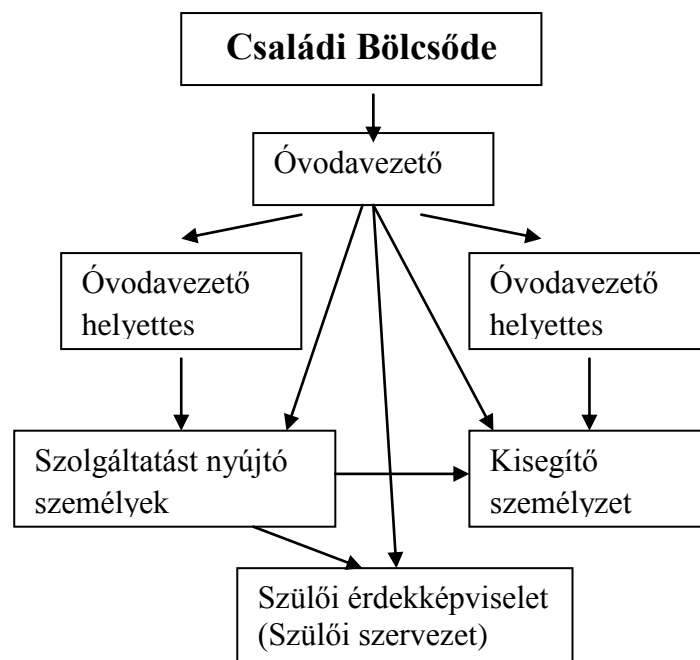 Családi Bölcsőde
Óvodavezető
Óvodavezető
helyettes
Óvodavezető
helyettes
Szolgáltatást nyújtó
személyek
Kisegítő
személyzet
Szülői érdekképviselet
(Szülői szervezet)